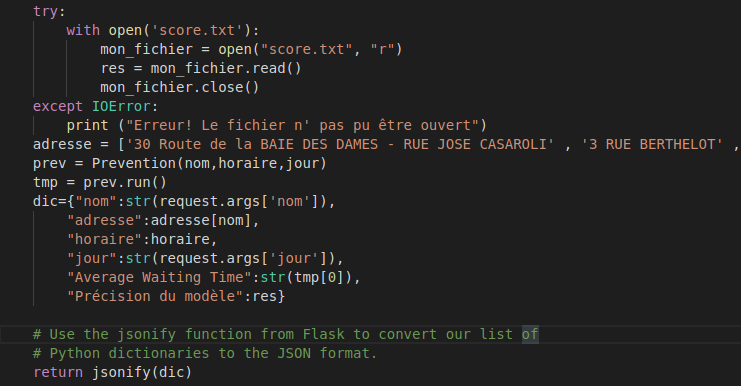 try:
with open('score.txt'):
mon_fichier = open("score.txt", "r")
res = mon_fichier.read()
mon_fichier.close()
except IOError:
print ("Erreur! Le fichier n' pas pu être ouvert")
adresse = ['30 Route de la BAIE DES DAMES - RUE JOSE CASAROLI' , '3 RUE BERTHELOT' ,
prev = Prevention(nom,horaire,jour)
tmp = prev.run()
dic={"nom":str(request.args['nom']),
"adresse":adresse[nom],
"horaire":horaire,
"jour":str(request.args['jour']),
"Average Waiting Time":str(tmp[0]),
"Précision du modèle":res}
# Use the jsonify function from Flask to convert our list of
# Python dictionaries to the JSON format.
return jsonify(dic)